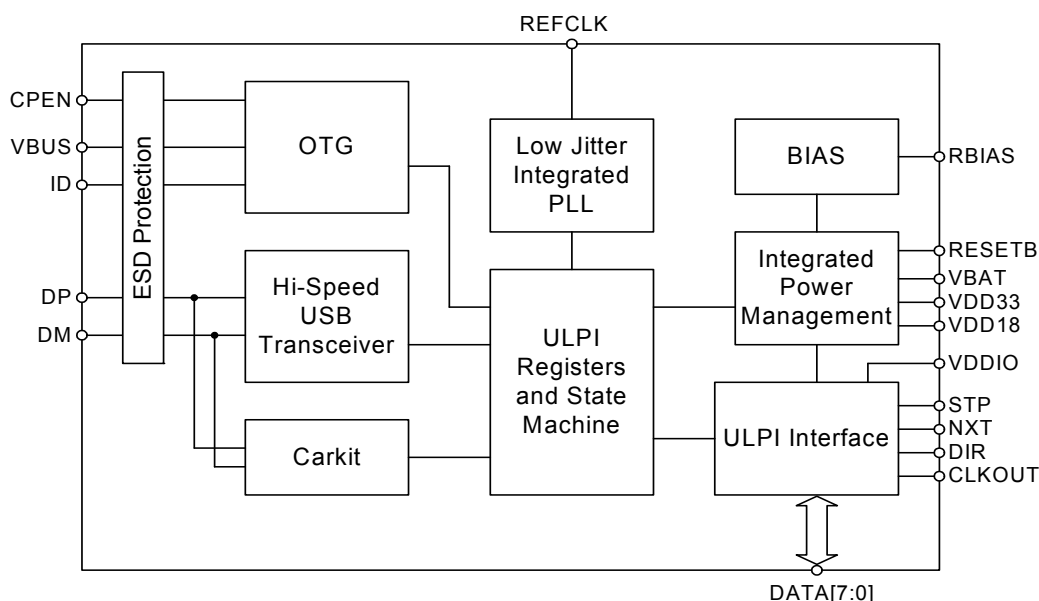 REFCLK
CPEN
VBUS
ID
DP
DM
ESD Protection
OTG
Hi-Speed
USB
Transceiver
Carkit
Low Jitter
Integrated
PLL
ULPI
Registers
and State
Machine
BIAS
Integrated
Power
Management
ULPI Interface
RBIAS
RESETB
VBAT
VDD33
VDD18
VDDIO
STP
NXT
DIR
CLKOUT
DATA[7:0]